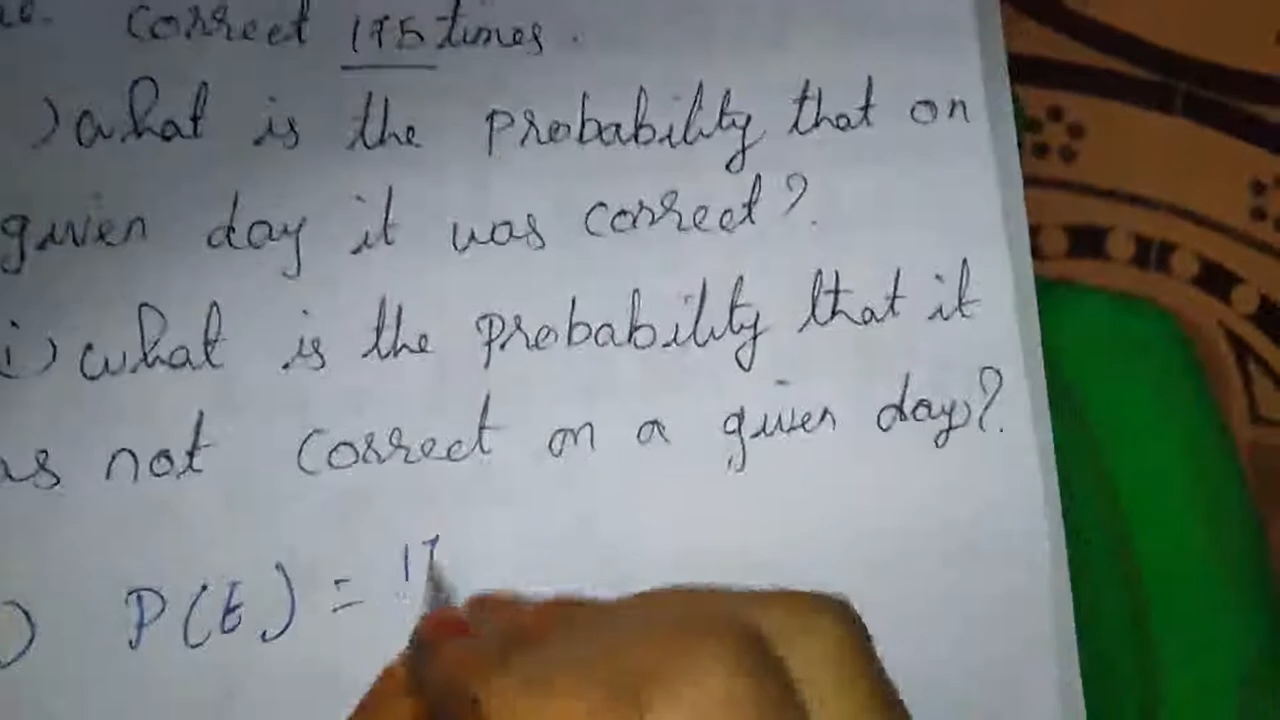 correct 175 times.
) what is the probability that on
given day it was correct?
i) what is the probability that it
as not correct on a given day?
) P(E) = 17